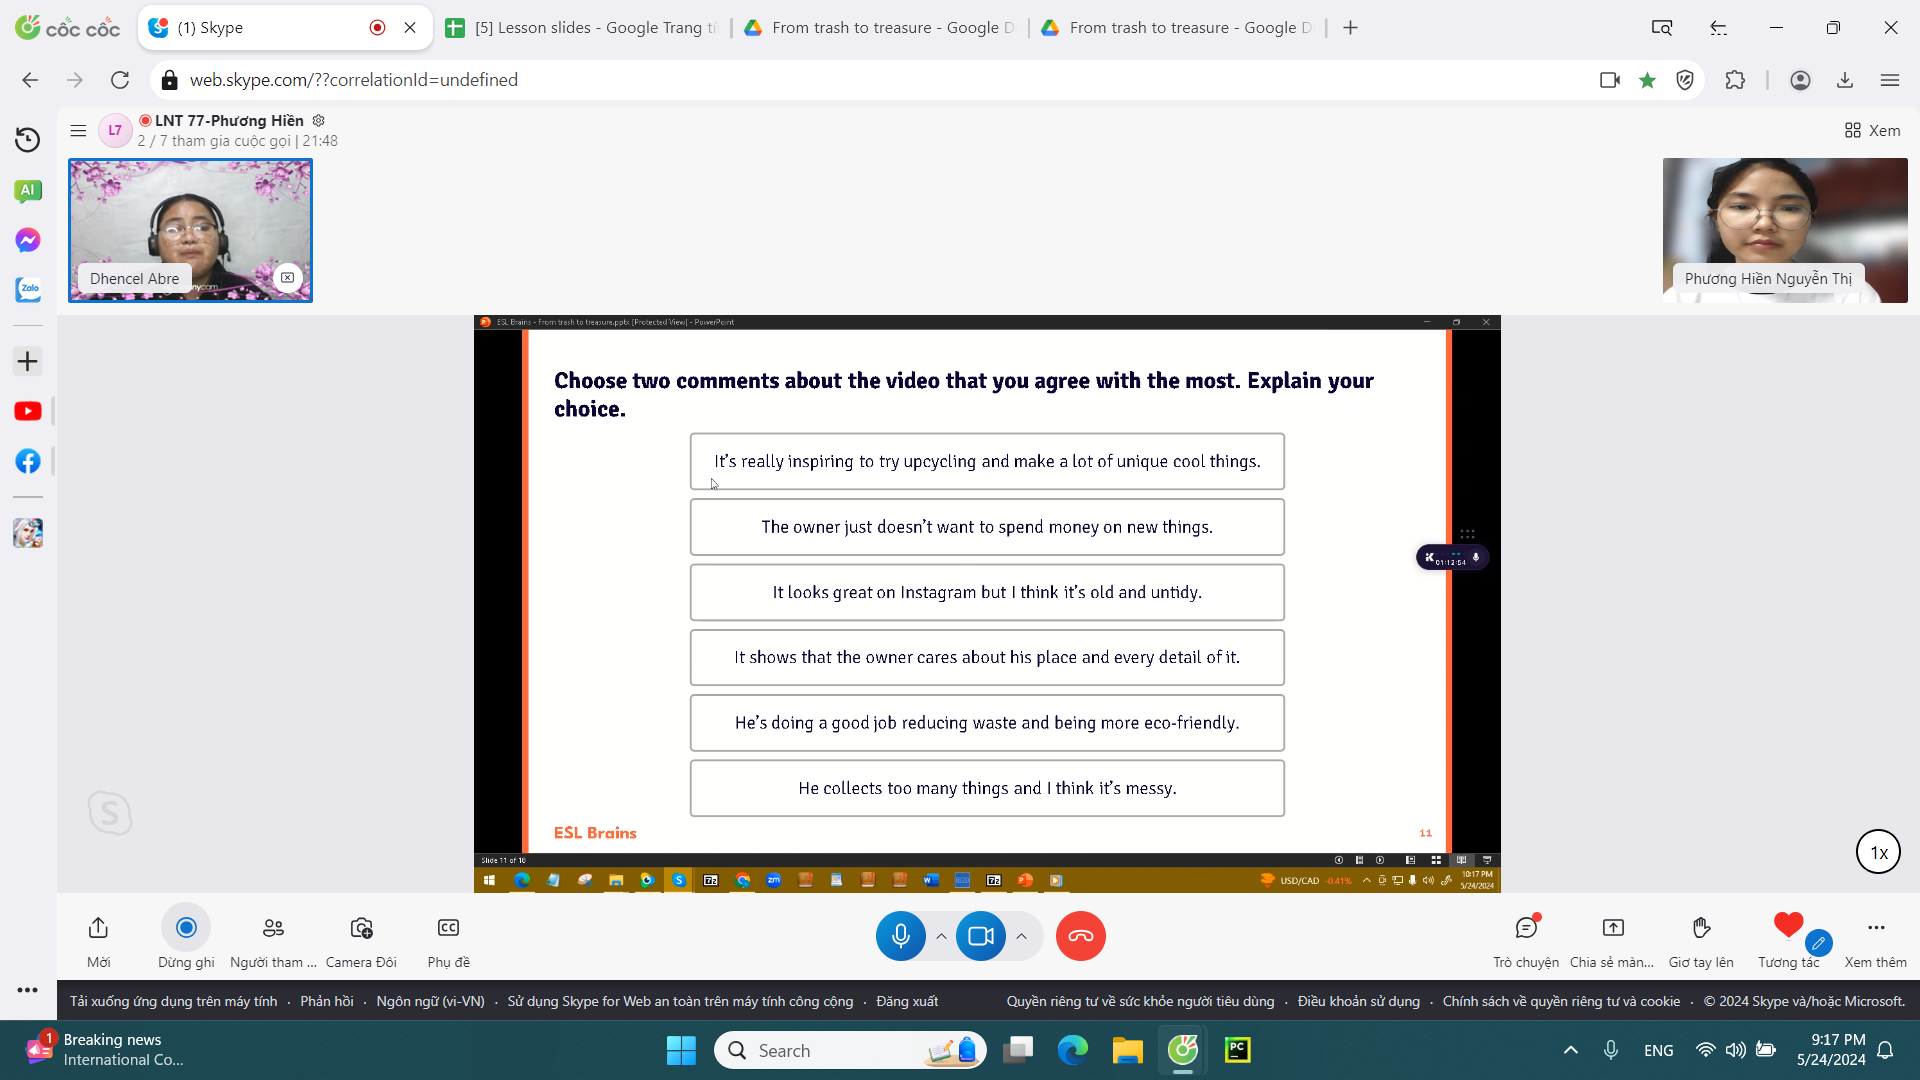 cốc cốc
(1) Skype
[5] Lesson slides - Google Trang tí
From trash to treasure - Google D
From trash to treasure - Google D
web.skype.com/??correlationId=undefined
L7
LNT 77-Phương Hiền
2 / 7 tham gia cuộc gọi | 21:48
Xem
AI
Zalo
Dhencel Abre
Phương Hiền Nguyễn Thị
ESL Brains - From trash to treasure.pptx [Protected View] - PowerPoint
Choose two comments about the video that you agree with the most. Explain your
choice.
It's really inspiring to try upcycling and make a lot of unique cool things.
The owner just doesn't want to spend money on new things.
It looks great on Instagram but I think it's old and untidy.
It shows that the owner cares about his place and every detail of it.
He's doing a good job reducing waste and being more eco-friendly.
He collects too many things and I think it's messy.
K 01:12:54
ESL Brains
11
Slide 11 of 16
USD/CAD -0.41%
10:17 PM
5/24/2024
1x
Mời
Dừng ghi
Người tham ...
Camera Đôi
Phụ đề
Trò chuyện
Chia sẻ màn...
Giơ tay lên
Tương tác
Xem thêm
Tải xuống ứng dụng trên máy tính · Phản hồi · Ngôn ngữ (vi-VN) · Sử dụng Skype for Web an toàn trên máy tính công cộng · Đăng xuất
Quyền riêng tư về sức khỏe người tiêu dùng · Điều khoản sử dụng · Chính sách về quyền riêng tư và cookie · © 2024 Skype và/hoặc Microsoft.
1
Breaking news
International Co...
Search
PC
ENG
9:17 PM
5/24/2024